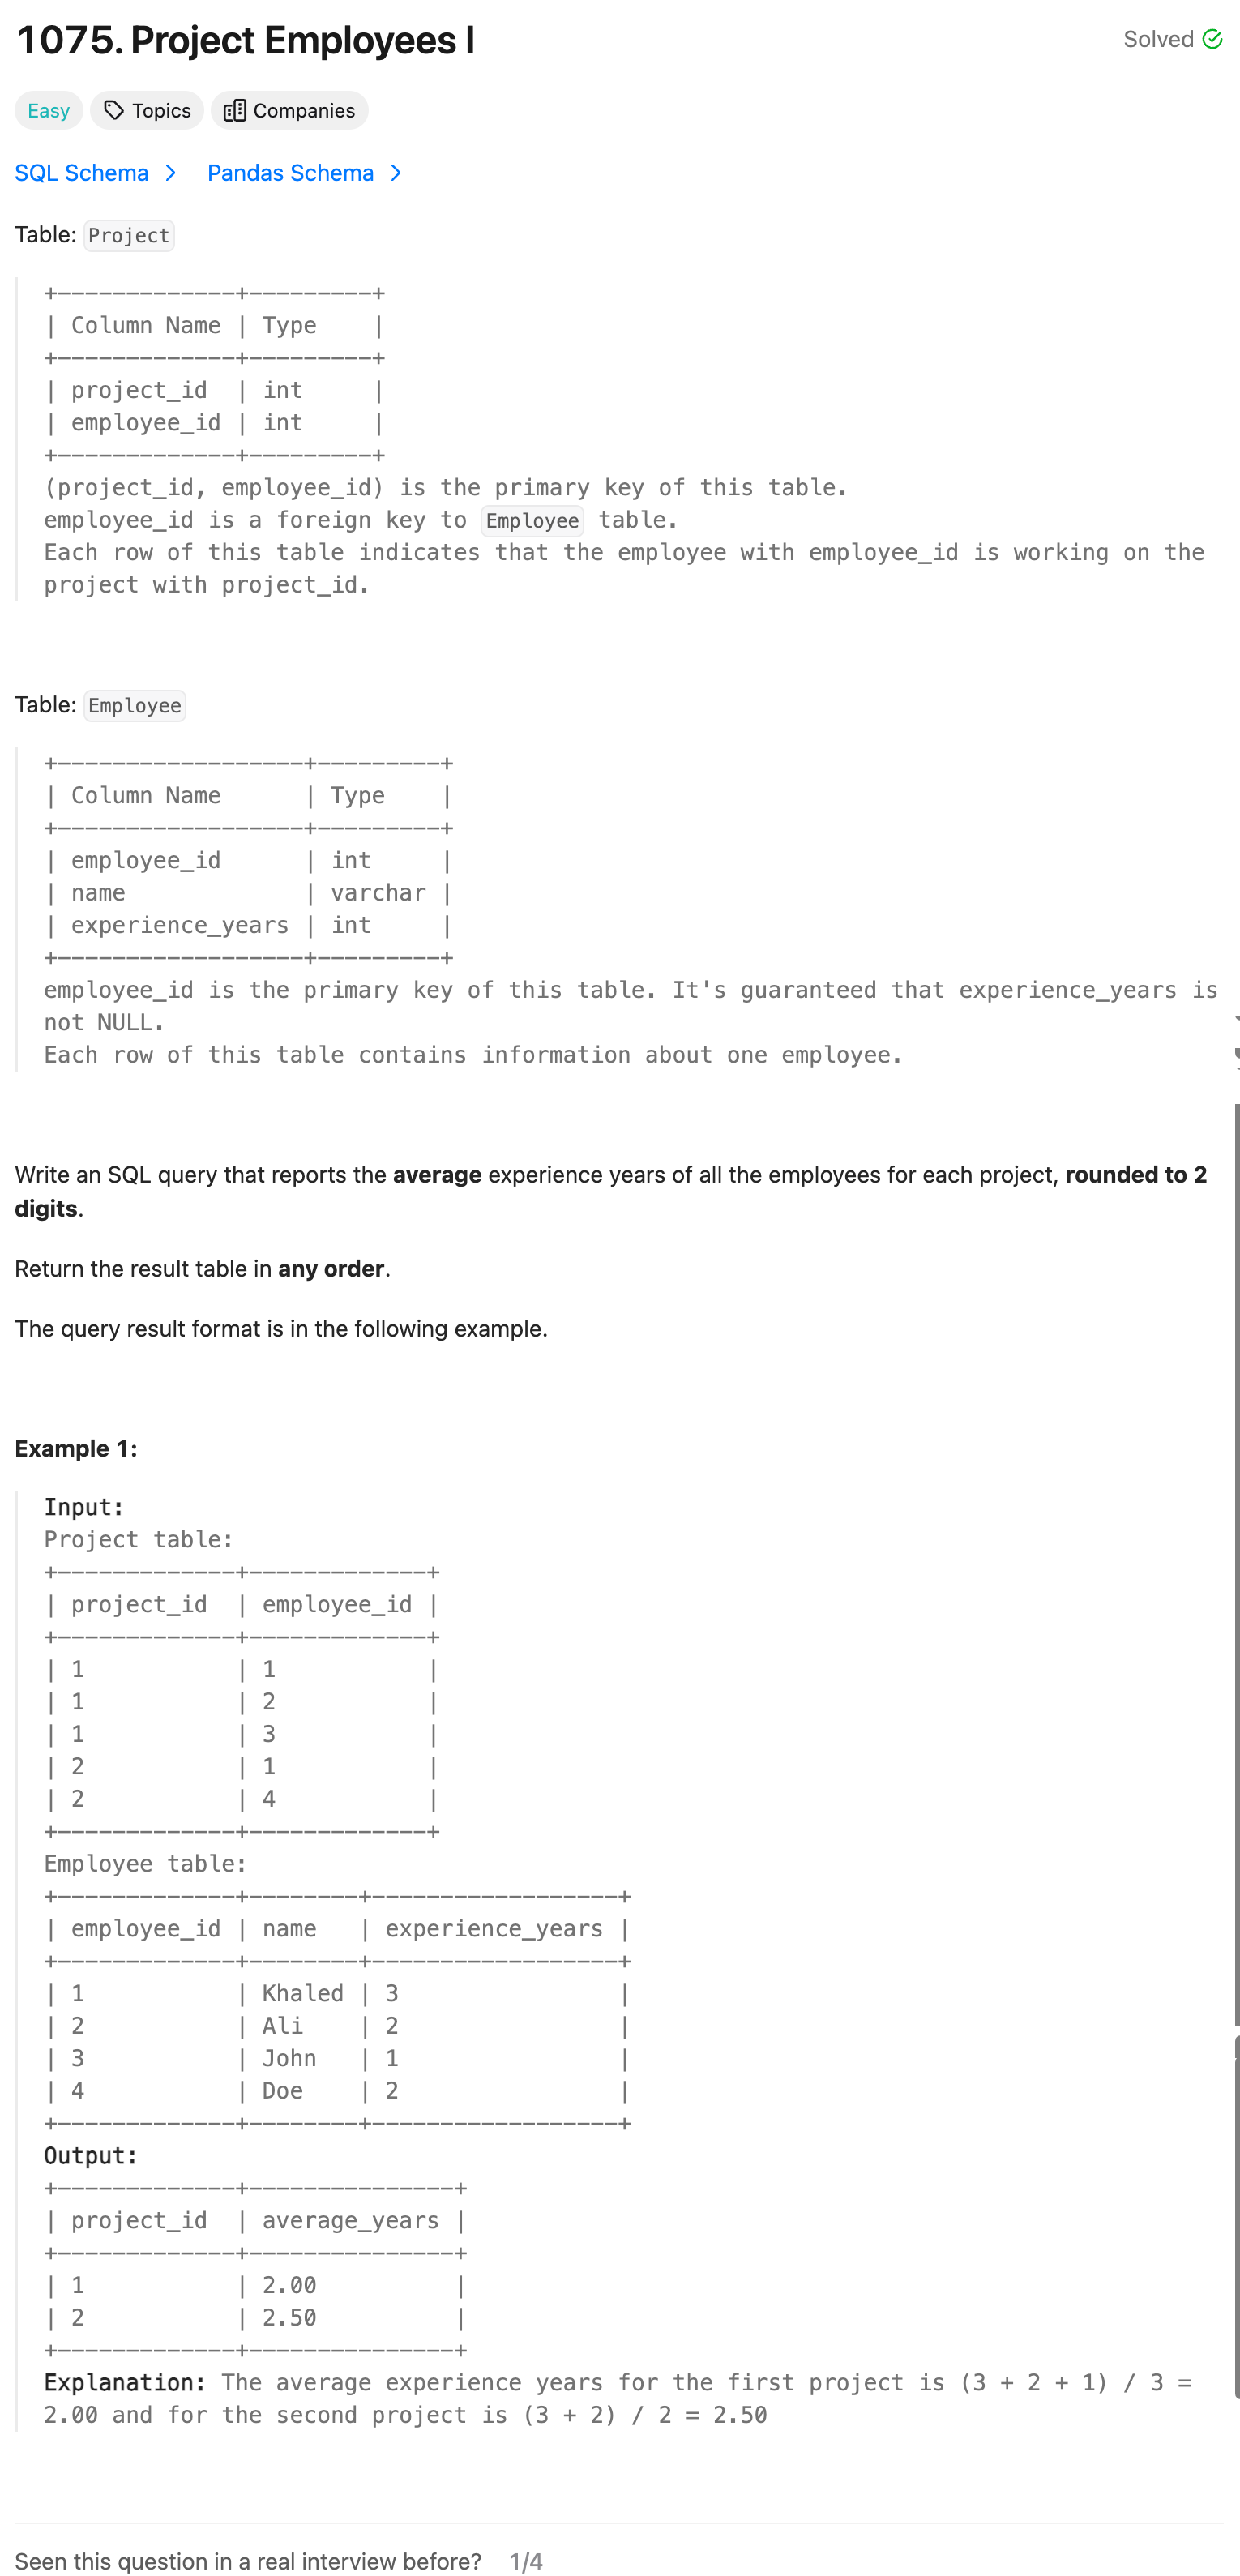 1075. Project Employees I
Solved
Easy
Topics
Companies
SQL Schema >
Pandas Schema >
Table: Project
+-------------+---------+
| Column Name | Type    |
+-------------+---------+
| project_id  | int     |
| employee_id | int     |
+-------------+---------+
(project_id, employee_id) is the primary key of this table.
employee_id is a foreign key to Employee table.
Each row of this table indicates that the employee with employee_id is working on the
project with project_id.
Table: Employee
+------------------+---------+
| Column Name      | Type    |
+------------------+---------+
| employee_id      | int     |
| name             | varchar |
| experience_years | int     |
+------------------+---------+
employee_id is the primary key of this table. It's guaranteed that experience_years is
not NULL.
Each row of this table contains information about one employee.
Write an SQL query that reports the average experience years of all the employees for each project, rounded to 2
digits.
Return the result table in any order.
The query result format is in the following example.
Example 1:
Input:
Project table:
+-------------+-------------+
| project_id  | employee_id |
+-------------+-------------+
| 1           | 1           |
| 1           | 2           |
| 1           | 3           |
| 2           | 1           |
| 2           | 4           |
+-------------+-------------+
Employee table:
+-------------+--------+------------------+
| employee_id | name   | experience_years |
+-------------+--------+------------------+
| 1           | Khaled | 3                |
| 2           | Ali    | 2                |
| 3           | John   | 1                |
| 4           | Doe    | 2                |
+-------------+--------+------------------+
Output:
+-------------+---------------+
| project_id  | average_years |
+-------------+---------------+
| 1           | 2.00          |
| 2           | 2.50          |
+-------------+---------------+
Explanation: The average experience years for the first project is (3 + 2 + 1) / 3 =
2.00 and for the second project is (3 + 2) / 2 = 2.50
Seen this question in a real interview before? 1/4